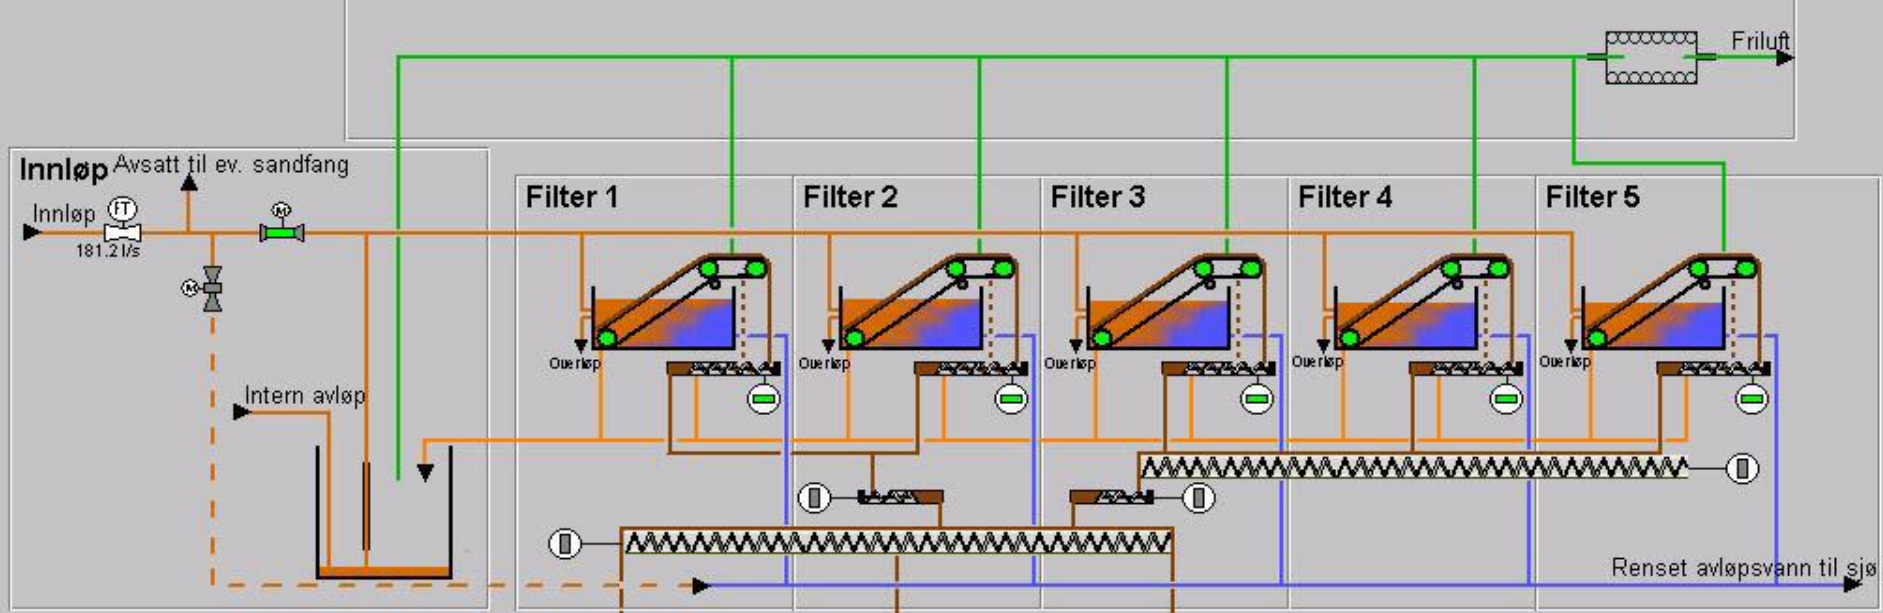 Friluft
Innløp
Avsatt til ev. sandfang
Innløp
FT
181.2 l/s
M
M
Intern avløp
Filter 1
Filter 2
Filter 3
Filter 4
Filter 5
Overløp
Overløp
Overløp
Overløp
Overløp
Renset avløpsvann til sjø